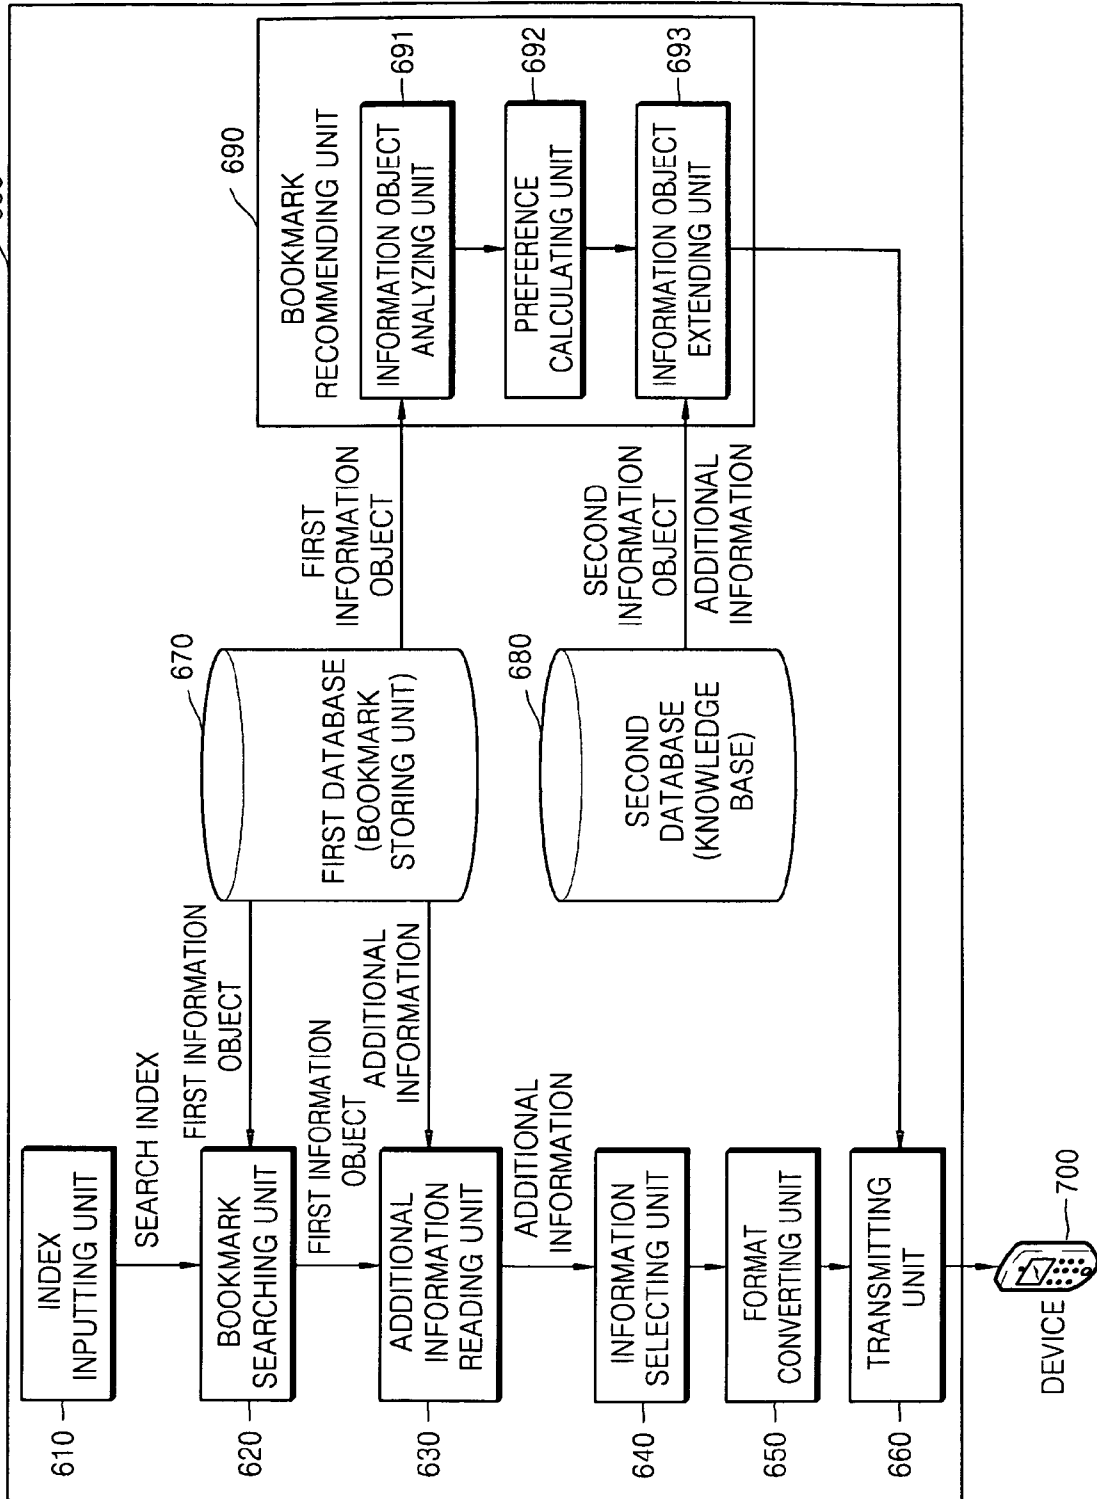 610
INDEX
INPUTTING UNIT
SEARCH INDEX
620
BOOKMARK
SEARCHING UNIT
FIRST INFORMATION
OBJECT
FIRST INFORMATION
OBJECT
630
ADDITIONAL
INFORMATION
READING UNIT
ADDITIONAL
INFORMATION
ADDITIONAL
INFORMATION
640
INFORMATION
SELECTING UNIT
650
FORMAT
CONVERTING UNIT
660
TRANSMITTING
UNIT
DEVICE
700
670
FIRST DATABASE
(BOOKMARK
STORING UNIT)
680
SECOND
DATABASE
(KNOWLEDGE
BASE)
FIRST
INFORMATION
OBJECT
SECOND
INFORMATION
OBJECT
ADDITIONAL
INFORMATION
690
BOOKMARK
RECOMMENDING UNIT
691
INFORMATION OBJECT
ANALYZING UNIT
692
PREFERENCE
CALCULATING UNIT
693
INFORMATION OBJECT
EXTENDING UNIT